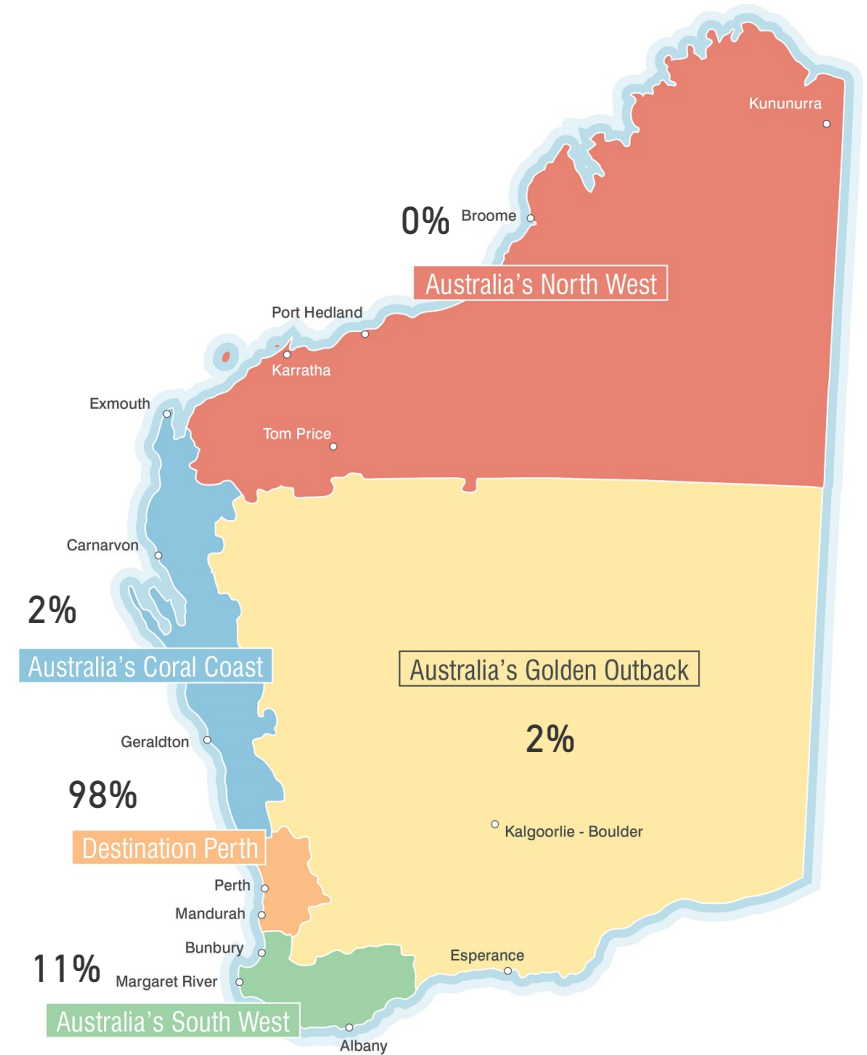 Kununurra
0%
Broome
Australia's North West
Port Hedland
Karratha
Exmouth
Tom Price
Carnarvon
2%
Australia's Coral Coast
Australia's Golden Outback
2%
Geraldton
98%
Destination Perth
Kalgoorlie - Boulder
Perth
Mandurah
Bunbury
11%
Margaret River
Esperance
Australia's South West
Albany